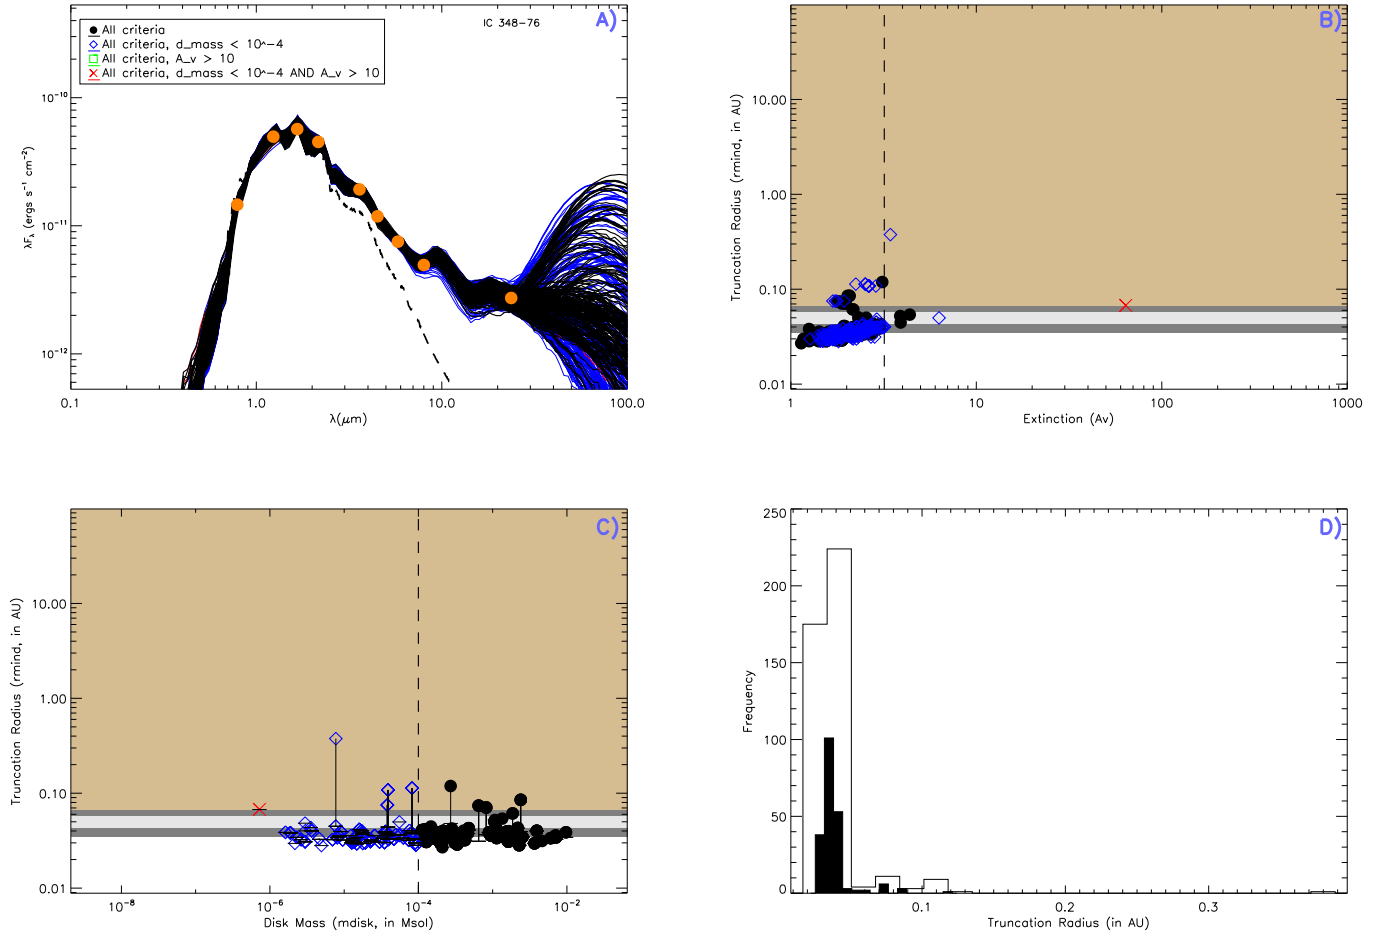 A)
IC 348-76
All criteria
All criteria, d_mass < 10^-4
All criteria, A_v > 10
All criteria, d_mass < 10^-4 AND A_v > 10
λFλ (ergs s⁻¹ cm⁻²)
10⁻¹⁰
10⁻¹¹
10⁻¹²
0.1 1.0 10.0 100.0
λ(μm)
B)
Truncation Radius (rmind, in AU)
10.00
1.00
0.10
0.01
1 10 100 1000
Extinction (Av)
C)
Truncation Radius (rmind, in AU)
10.00
1.00
0.10
0.01
10⁻⁸ 10⁻⁶ 10⁻⁴ 10⁻²
Disk Mass (mdisk, in Msol)
D)
Frequency
250
200
150
100
50
0
0.1 0.2 0.3
Truncation Radius (in AU)